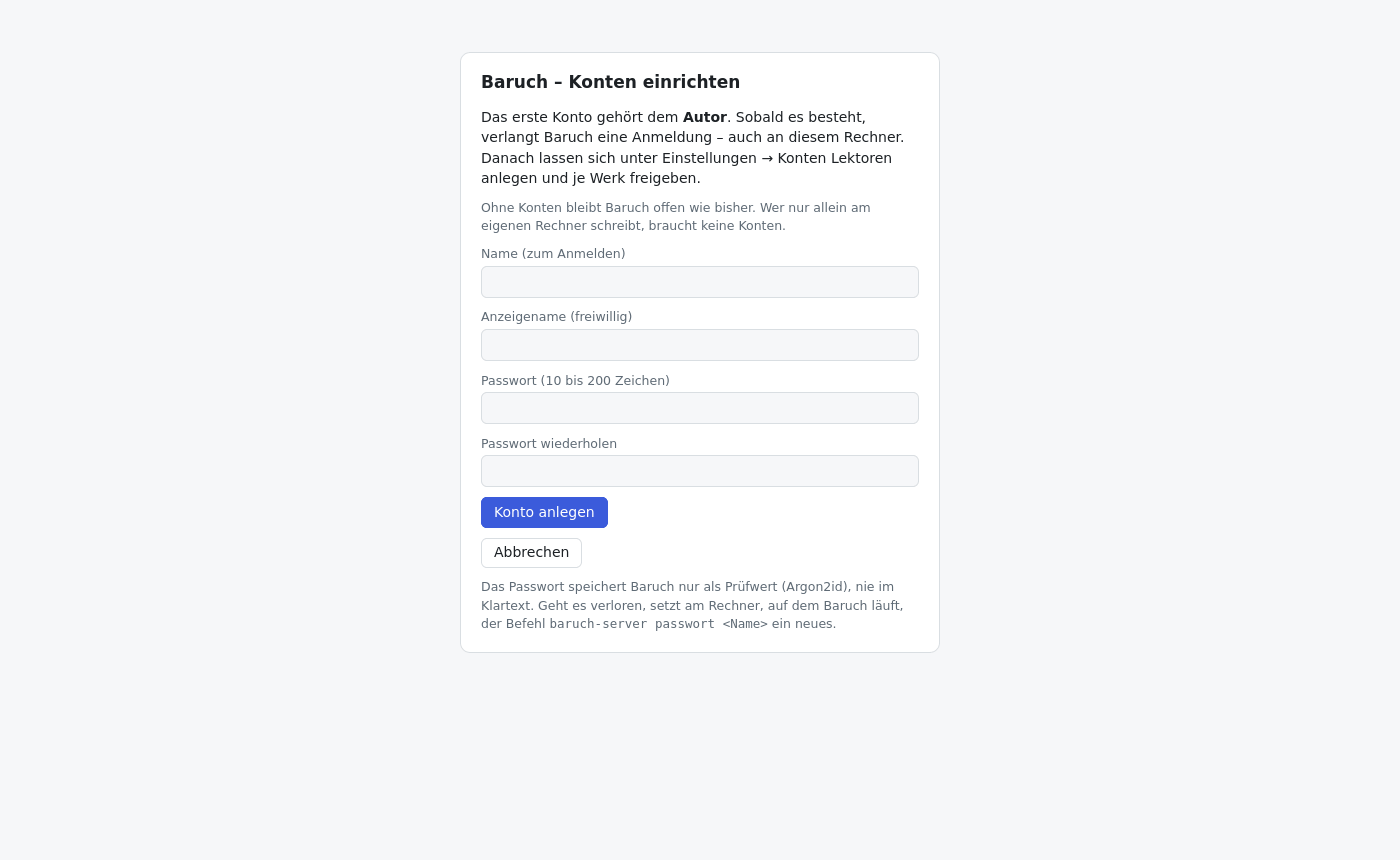 Baruch – Konten einrichten
Das erste Konto gehört dem Autor. Sobald es besteht,
verlangt Baruch eine Anmeldung – auch an diesem Rechner.
Danach lassen sich unter Einstellungen → Konten Lektoren
anlegen und je Werk freigeben.
Ohne Konten bleibt Baruch offen wie bisher. Wer nur allein am
eigenen Rechner schreibt, braucht keine Konten.
Name (zum Anmelden)
Anzeigename (freiwillig)
Passwort (10 bis 200 Zeichen)
Passwort wiederholen
Konto anlegen
Abbrechen
Das Passwort speichert Baruch nur als Prüfwert (Argon2id), nie im
Klartext. Geht es verloren, setzt am Rechner, auf dem Baruch läuft,
der Befehl baruch-server passwort <Name> ein neues.